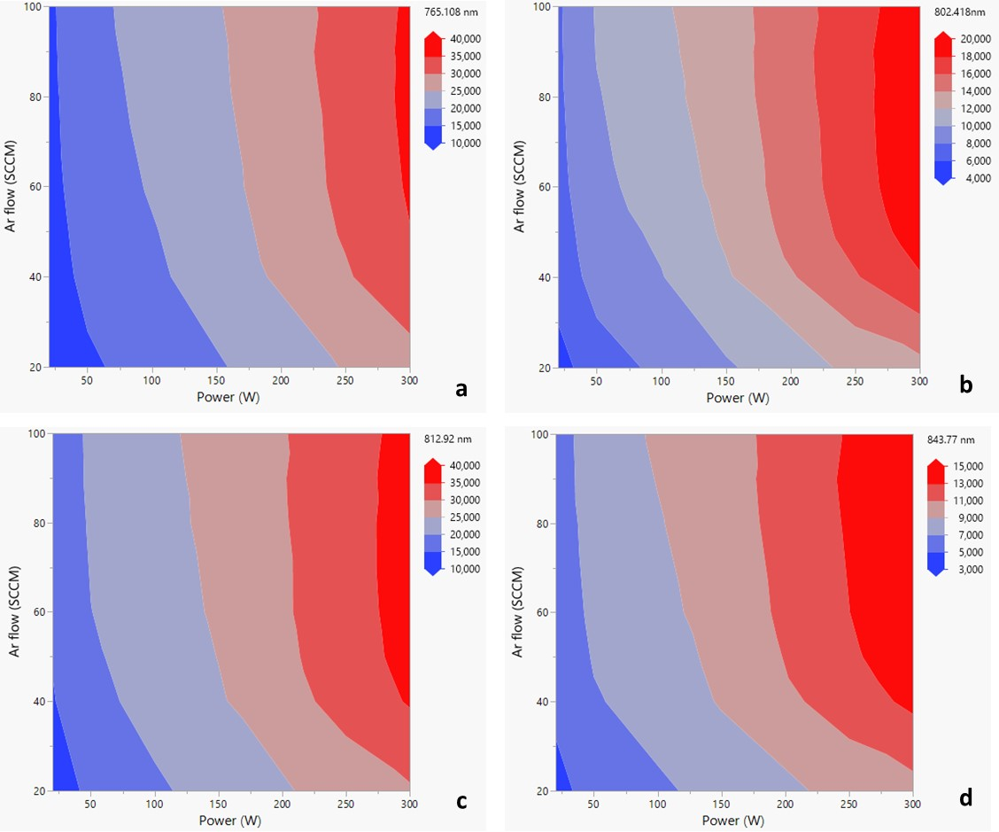 765.108 nm
40,000
35,000
30,000
25,000
20,000
15,000
10,000
100
80
60
40
20
Ar flow (SCCM)
50 100 150 200 250 300
Power (W)
a
802.418nm
20,000
18,000
16,000
14,000
12,000
10,000
8,000
6,000
4,000
100
80
60
40
20
Ar flow (SCCM)
50 100 150 200 250 300
Power (W)
b
812.92 nm
40,000
35,000
30,000
25,000
20,000
15,000
10,000
100
80
60
40
20
Ar flow (SCCM)
50 100 150 200 250 300
Power (W)
c
843.77 nm
15,000
13,000
11,000
9,000
7,000
5,000
3,000
100
80
60
40
20
Ar flow (SCCM)
50 100 150 200 250 300
Power (W)
d